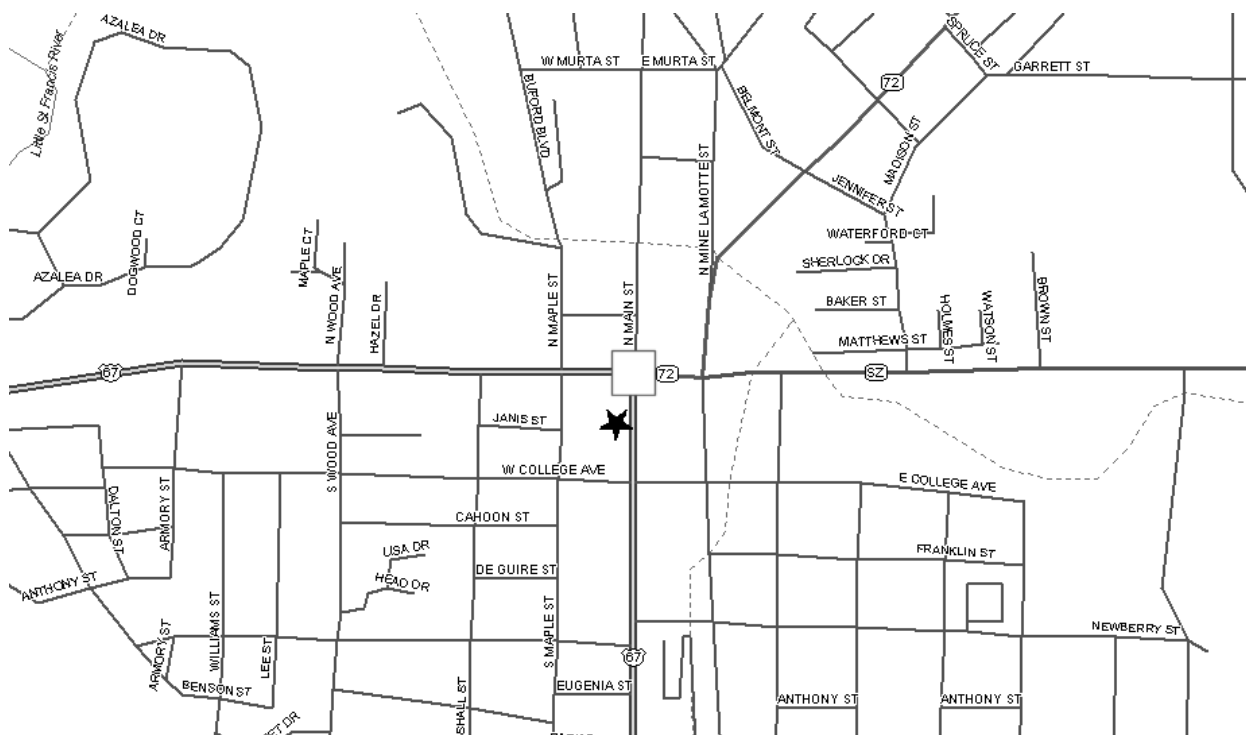 AZALEA DR
SPRUCE ST
Little St Francis River
W MURTA ST
E MURTA ST
GARRETT ST
72
BUFORD BLVD
BELMONT ST
MADISON ST
N MINE LA MOTTE ST
JENNIFER ST
DOGWOOD CT
MAPLE CT
WATERFORD CT
SHERLOCK DR
AZALEA DR
N WOOD AVE
HAZEL DR
N MAPLE ST
N MAIN ST
BAKER ST
HOLMES ST
WATSON ST
BROWN ST
MATTHEWS ST
67
72
SZ
JANIS ST
S WOOD AVE
W COLLEGE AVE
E COLLEGE AVE
DALTON ST
ARMORY ST
CAHOON ST
USA DR
FRANKLIN ST
HEAD DR
DE GUIRE ST
ANTHONY ST
WILLIAMS ST
ARMORY ST
LEE ST
S MAPLE ST
NEWBERRY ST
67
BENSON ST
EUGENIA ST
SHALL ST
ANTHONY ST
ANTHONY ST
ET DR